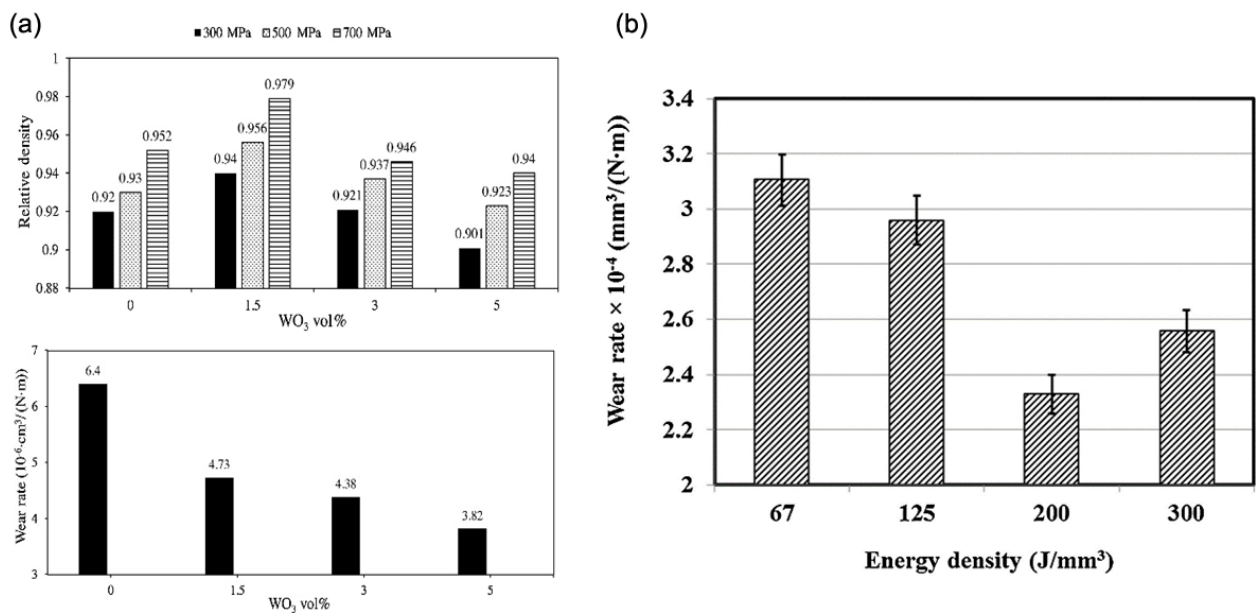 (a)
300 MPa 500 MPa 700 MPa
Relative density
1
0.98
0.96
0.94
0.92
0.9
0.88
0.92 0.93 0.952
0.94 0.956 0.979
0.921 0.937 0.946
0.901 0.923 0.94
0 1.5 3 5
WO₃ vol%
Wear rate (10⁻⁶·cm³/(N·m))
7
6
5
4
3
6.4 4.73 4.38 3.82
0 1.5 3 5
WO₃ vol%
(b)
Wear rate × 10⁻⁴ (mm³/(N·m))
3.4
3.2
3
2.8
2.6
2.4
2.2
2
67 125 200 300
Energy density (J/mm³)